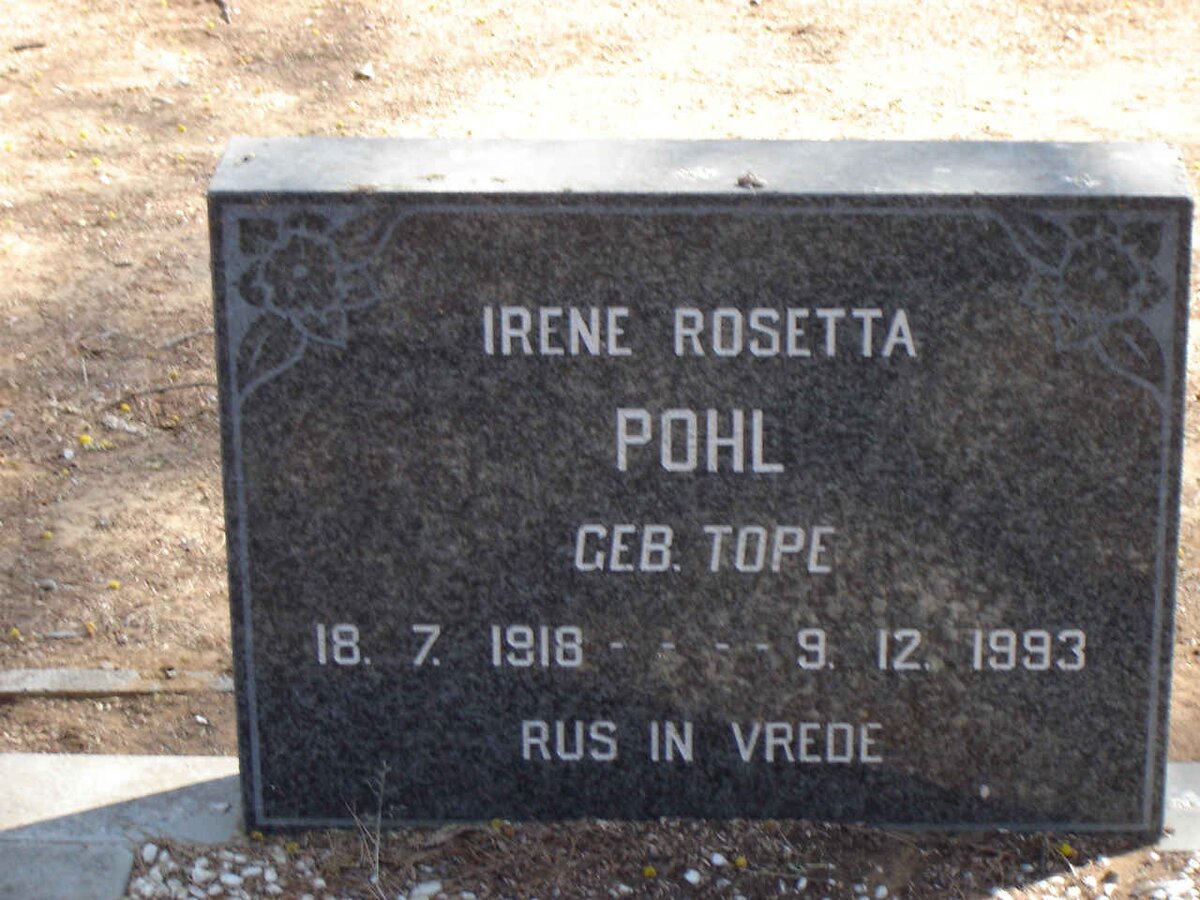 IRENE ROSETTA
POHL
GEB. TOPE
18. 7. 1918 - - - - 9. 12. 1993
RUS IN VREDE